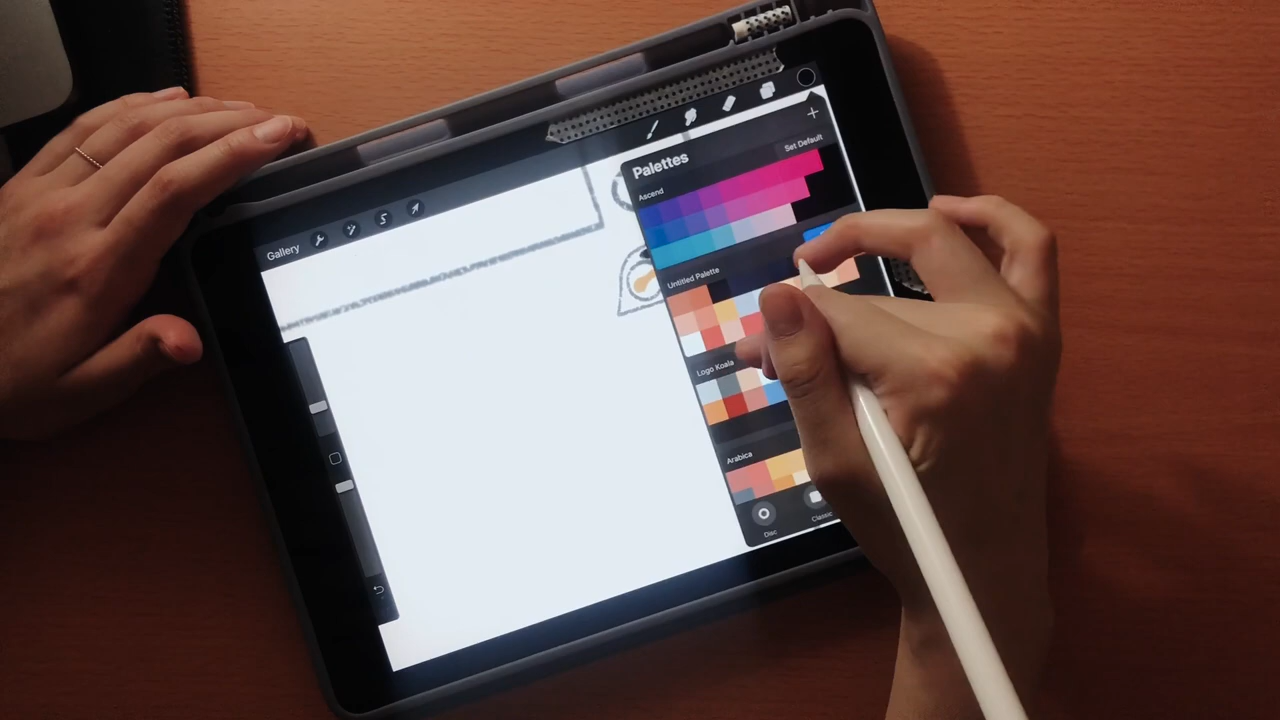 Gallery
Palettes
Set Default
Ascend
Untitled Palette
Logo Koala
Arabica
Disc
Classic